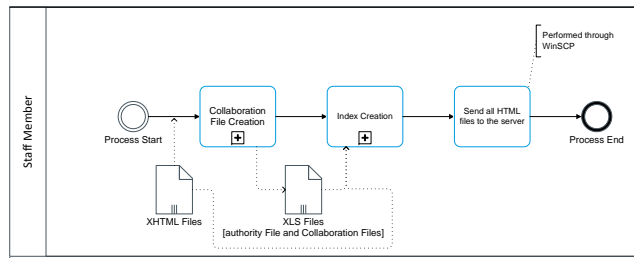 Staff Member
Performed through
WinSCP
Collaboration
File Creation
Index Creation
Send all HTML
files to the server
Process Start
Process End
XHTML Files
XLS Files
[authority File and Collaboration Files]